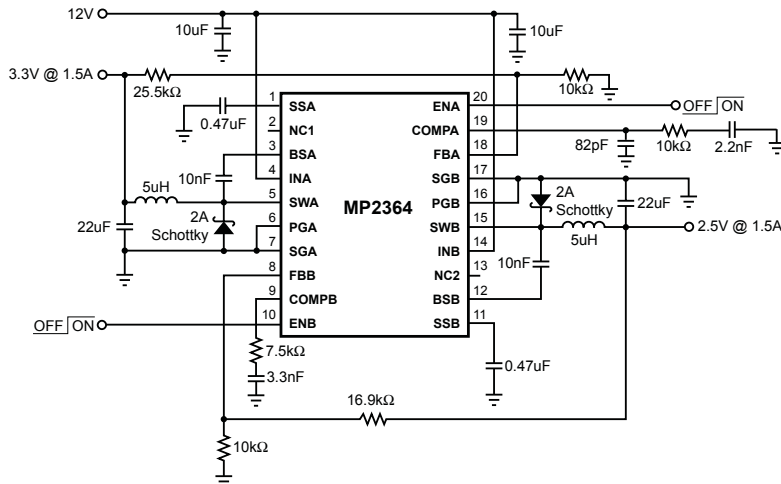 12V
10uF
10uF
3.3V @ 1.5A
25.5kΩ
10kΩ
1
SSA
ENA
20
OFF ON
0.47uF
2
NC1
COMPA
19
82pF
10kΩ
2.2nF
3
BSA
FBA
18
10nF
4
INA
SGB
17
5uH
MP2364
2A
Schottky
22uF
5
SWA
PGB
16
22uF
2A
Schottky
6
PGA
SWB
15
5uH
2.5V @ 1.5A
7
SGA
INB
14
8
FBB
NC2
13
10nF
9
COMPB
BSB
12
OFF ON
10
ENB
SSB
11
7.5kΩ
3.3nF
0.47uF
16.9kΩ
10kΩ